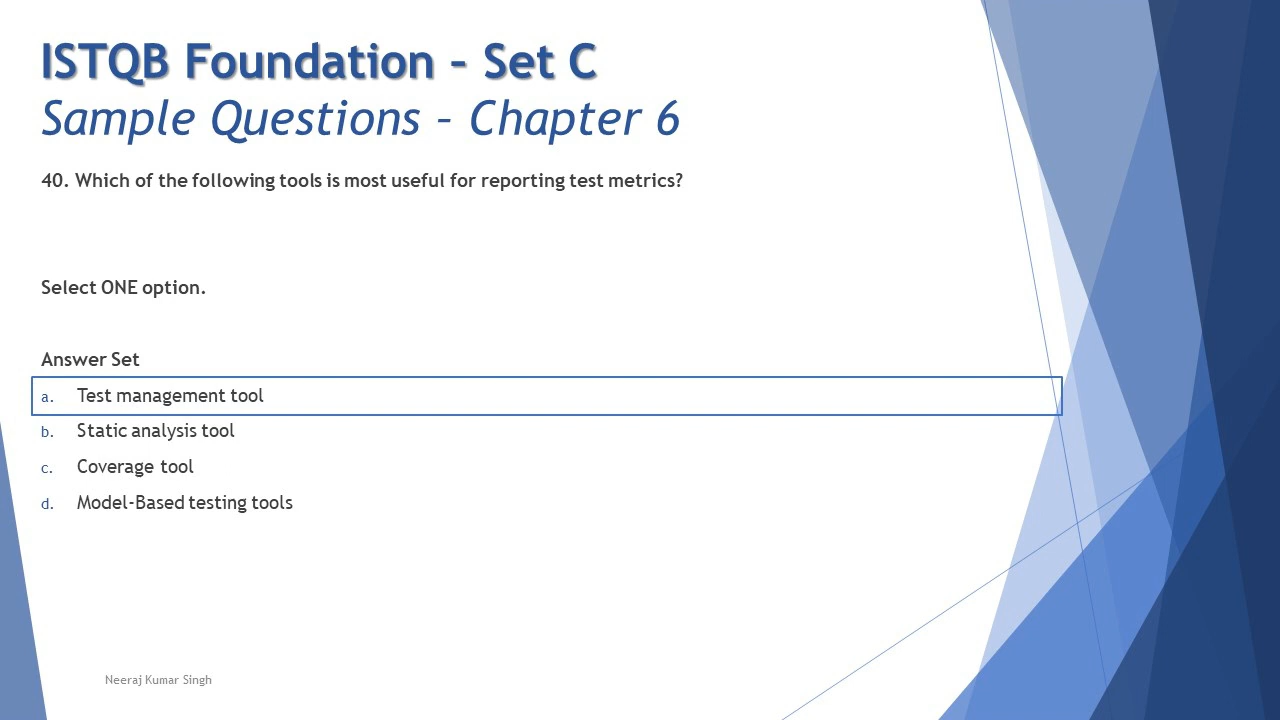 ISTQB Foundation – Set C
Sample Questions – Chapter 6
40. Which of the following tools is most useful for reporting test metrics?
Select ONE option.
Answer Set
a. Test management tool
b. Static analysis tool
c. Coverage tool
d. Model-Based testing tools
Neeraj Kumar Singh